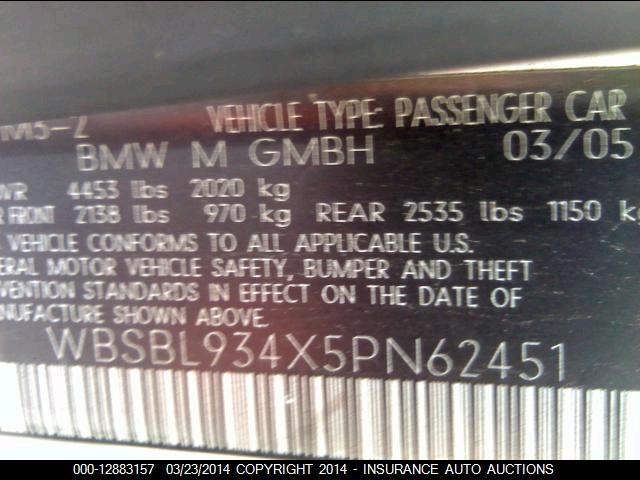 VEHICLE TYPE: PASSENGER CAR
BMW M GMBH 03/05
4453 lbs 2020 kg
FRONT 2138 lbs 970 kg REAR 2535 lbs 1150 kg
VEHICLE CONFORMS TO ALL APPLICABLE U.S.
MOTOR VEHICLE SAFETY, BUMPER AND THEFT
STANDARDS IN EFFECT ON THE DATE OF
SHOWN ABOVE.
WBSBL934X5PN62451
000-12883157 03/23/2014 COPYRIGHT 2014 - INSURANCE AUTO AUCTIONS